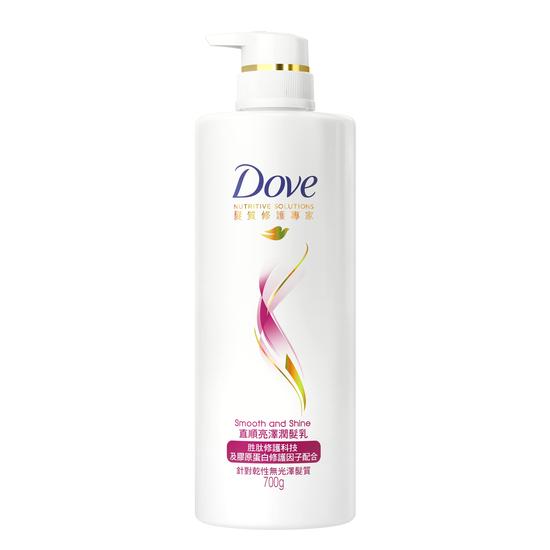 Dove
NUTRITIVE SOLUTIONS
髮質修護專家
Smooth and Shine
直順亮澤潤髮乳
胜肽修護科技
及膠原蛋白修護因子配合
針對乾性無光澤髮質
700g